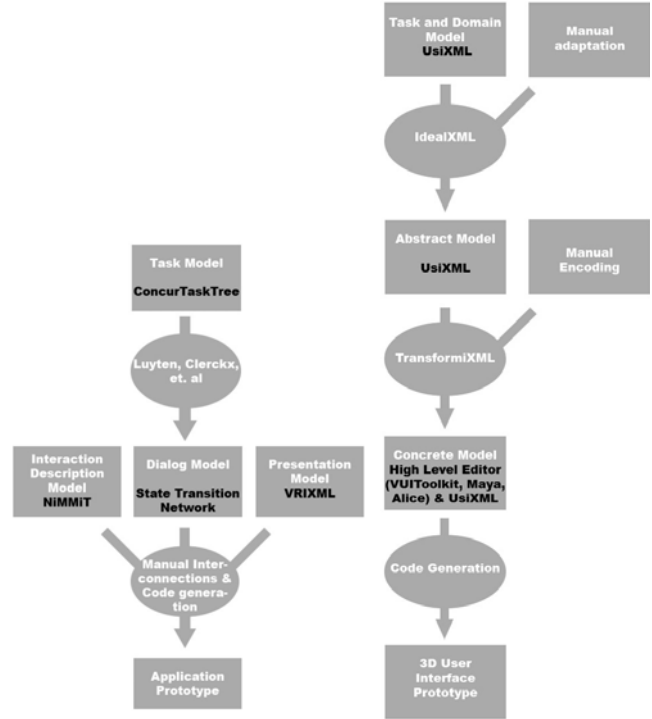 Task and Domain
Model
UsiXML
Manual
adaptation
IdealXML
Abstract Model
UsiXML
Manual
Encoding
TransformiXML
Concrete Model
High Level Editor
(VUIToolkit, Maya,
Alice) & UsiXML
Code Generation
3D User
Interface
Prototype
Task Model
ConcurTaskTree
Luyten, Clerckx,
et. al
Interaction
Description
Model
NiMMiT
Dialog Model
State Transition
Network
Presentation
Model
VRIXML
Manual Inter-
connections &
Code genera-
tion
Application
Prototype